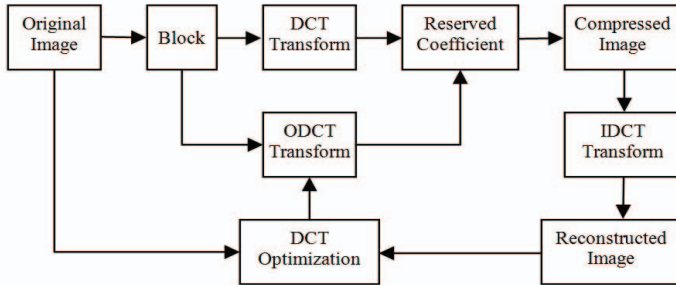 Original
Image
Block
DCT
Transform
Reserved
Coefficient
Compressed
Image
ODCT
Transform
IDCT
Transform
DCT
Optimization
Reconstructed
Image